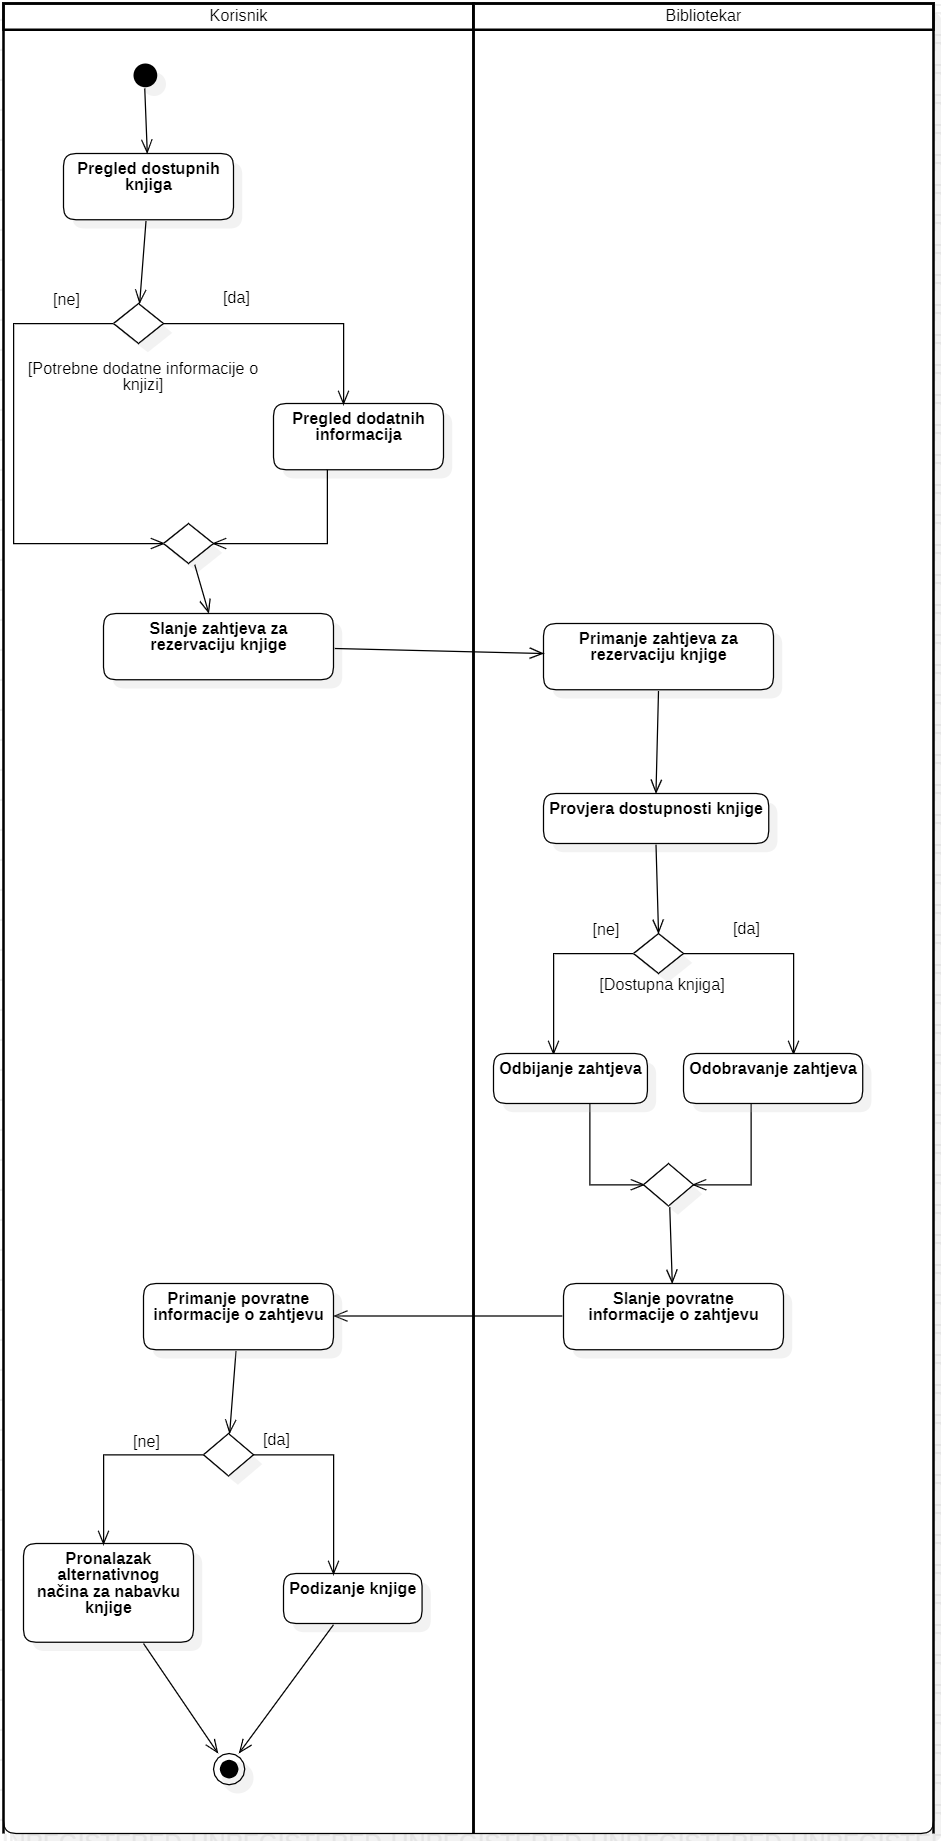 Korisnik
Bibliotekar
Pregled dostupnih
knjiga
[ne]
[da]
[Potrebne dodatne informacije o
knjizi]
Pregled dodatnih
informacija
Slanje zahtjeva za
rezervaciju knjige
Primanje zahtjeva za
rezervaciju knjige
Provjera dostupnosti knjige
[ne]
[da]
[Dostupna knjiga]
Odbijanje zahtjeva
Odobravanje zahtjeva
Slanje povratne
informacije o zahtjevu
Primanje povratne
informacije o zahtjevu
[ne]
[da]
Pronalazak
alternativnog
načina za nabavku
knjige
Podizanje knjige